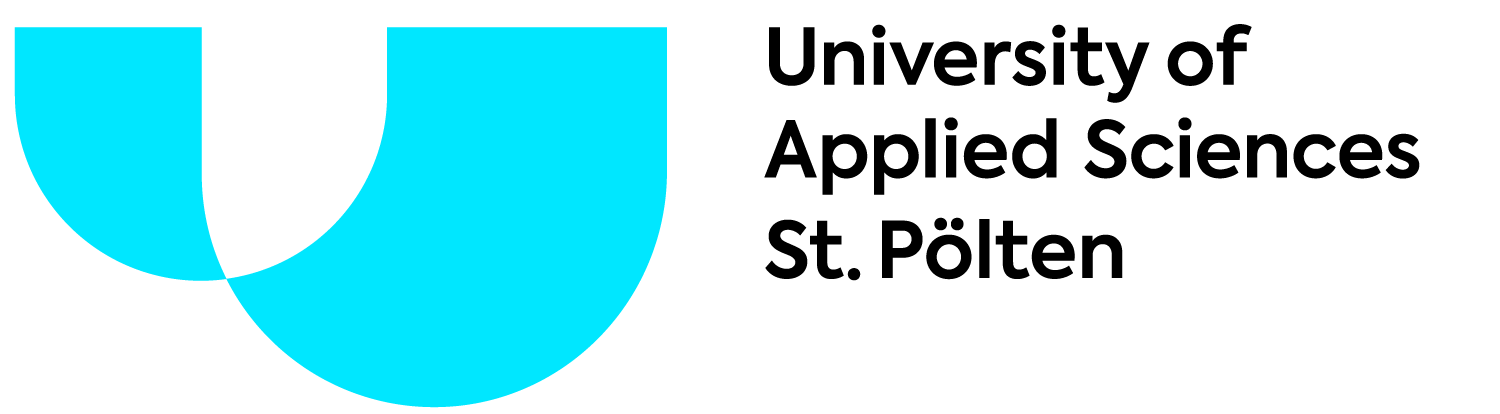 University of
Applied Sciences
St. Pölten